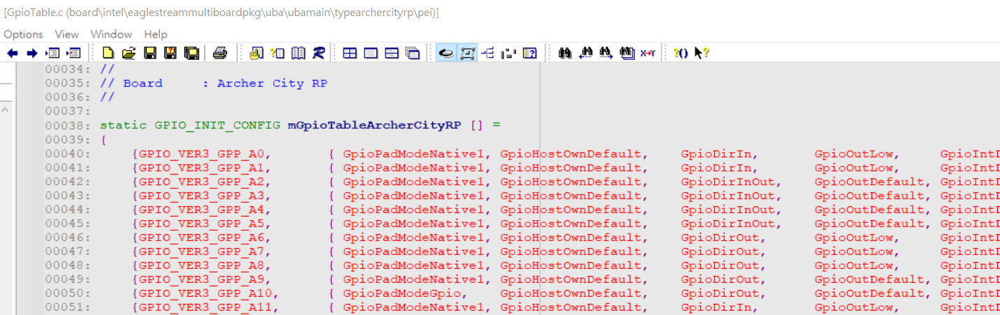 [GpioTable.c (board\intel\eaglestreammultiboardpkg\uba\ubamain\typearchercityrp\pei)]
Options View Window Help
00034: //
00035: // Board : Archer City RP
00036: //
00037:
00038: static GPIO_INIT_CONFIG mGpioTableArcherCityRP [] =
00039: {
00040: {GPIO_VER3_GPP_A0, { GpioPadModeNative1, GpioHostOwnDefault, GpioDirIn, GpioOutLow, GpioIntD
00041: {GPIO_VER3_GPP_A1, { GpioPadModeNative1, GpioHostOwnDefault, GpioDirIn, GpioOutLow, GpioIntD
00042: {GPIO_VER3_GPP_A2, { GpioPadModeNative1, GpioHostOwnDefault, GpioDirInOut, GpioOutDefault, GpioIntD
00043: {GPIO_VER3_GPP_A3, { GpioPadModeNative1, GpioHostOwnDefault, GpioDirInOut, GpioOutDefault, GpioIntD
00044: {GPIO_VER3_GPP_A4, { GpioPadModeNative1, GpioHostOwnDefault, GpioDirInOut, GpioOutDefault, GpioIntD
00045: {GPIO_VER3_GPP_A5, { GpioPadModeNative1, GpioHostOwnDefault, GpioDirInOut, GpioOutDefault, GpioIntD
00046: {GPIO_VER3_GPP_A6, { GpioPadModeNative1, GpioHostOwnDefault, GpioDirOut, GpioOutLow, GpioIntD
00047: {GPIO_VER3_GPP_A7, { GpioPadModeNative1, GpioHostOwnDefault, GpioDirOut, GpioOutLow, GpioIntD
00048: {GPIO_VER3_GPP_A8, { GpioPadModeNative1, GpioHostOwnDefault, GpioDirOut, GpioOutLow, GpioIntD
00049: {GPIO_VER3_GPP_A9, { GpioPadModeNative1, GpioHostOwnDefault, GpioDirOut, GpioOutDefault, GpioIntD
00050: {GPIO_VER3_GPP_A10, { GpioPadModeGpio, GpioHostOwnDefault, GpioDirOut, GpioOutDefault, GpioIntD
00051: {GPIO_VER3_GPP_A11, { GpioPadModeNative1, GpioHostOwnDefault, GpioDirIn, GpioOutLow, GpioIntD